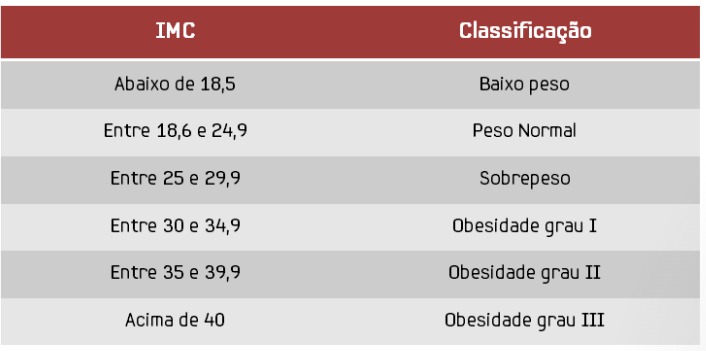 IMC Classificação
Abaixo de 18,5 Baixo peso
Entre 18,6 e 24,9 Peso Normal
Entre 25 e 29,9 Sobrepeso
Entre 30 e 34,9 Obesidade grau I
Entre 35 e 39,9 Obesidade grau II
Acima de 40 Obesidade grau III